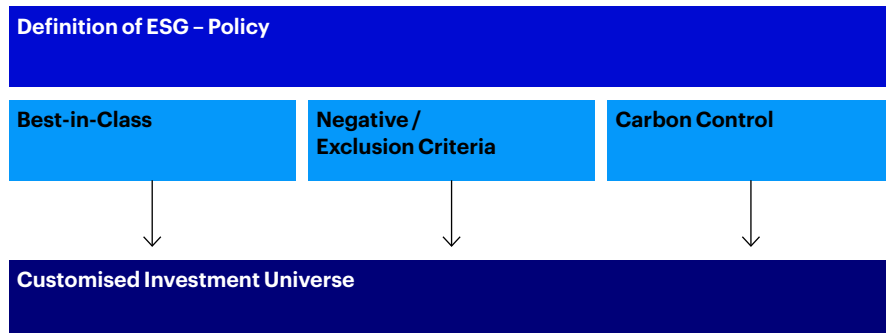 Definition of ESG – Policy
Best-in-Class
Negative /
Exclusion Criteria
Carbon Control
Customised Investment Universe